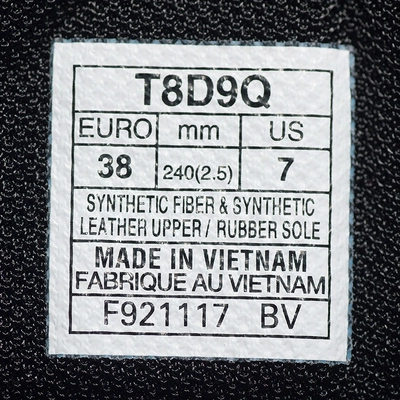 T8D9Q
EURO mm US
38 240(2.5) 7
SYNTHETIC FIBER & SYNTHETIC
LEATHER UPPER / RUBBER SOLE
MADE IN VIETNAM
FABRIQUE AU VIETNAM
F921117 BV